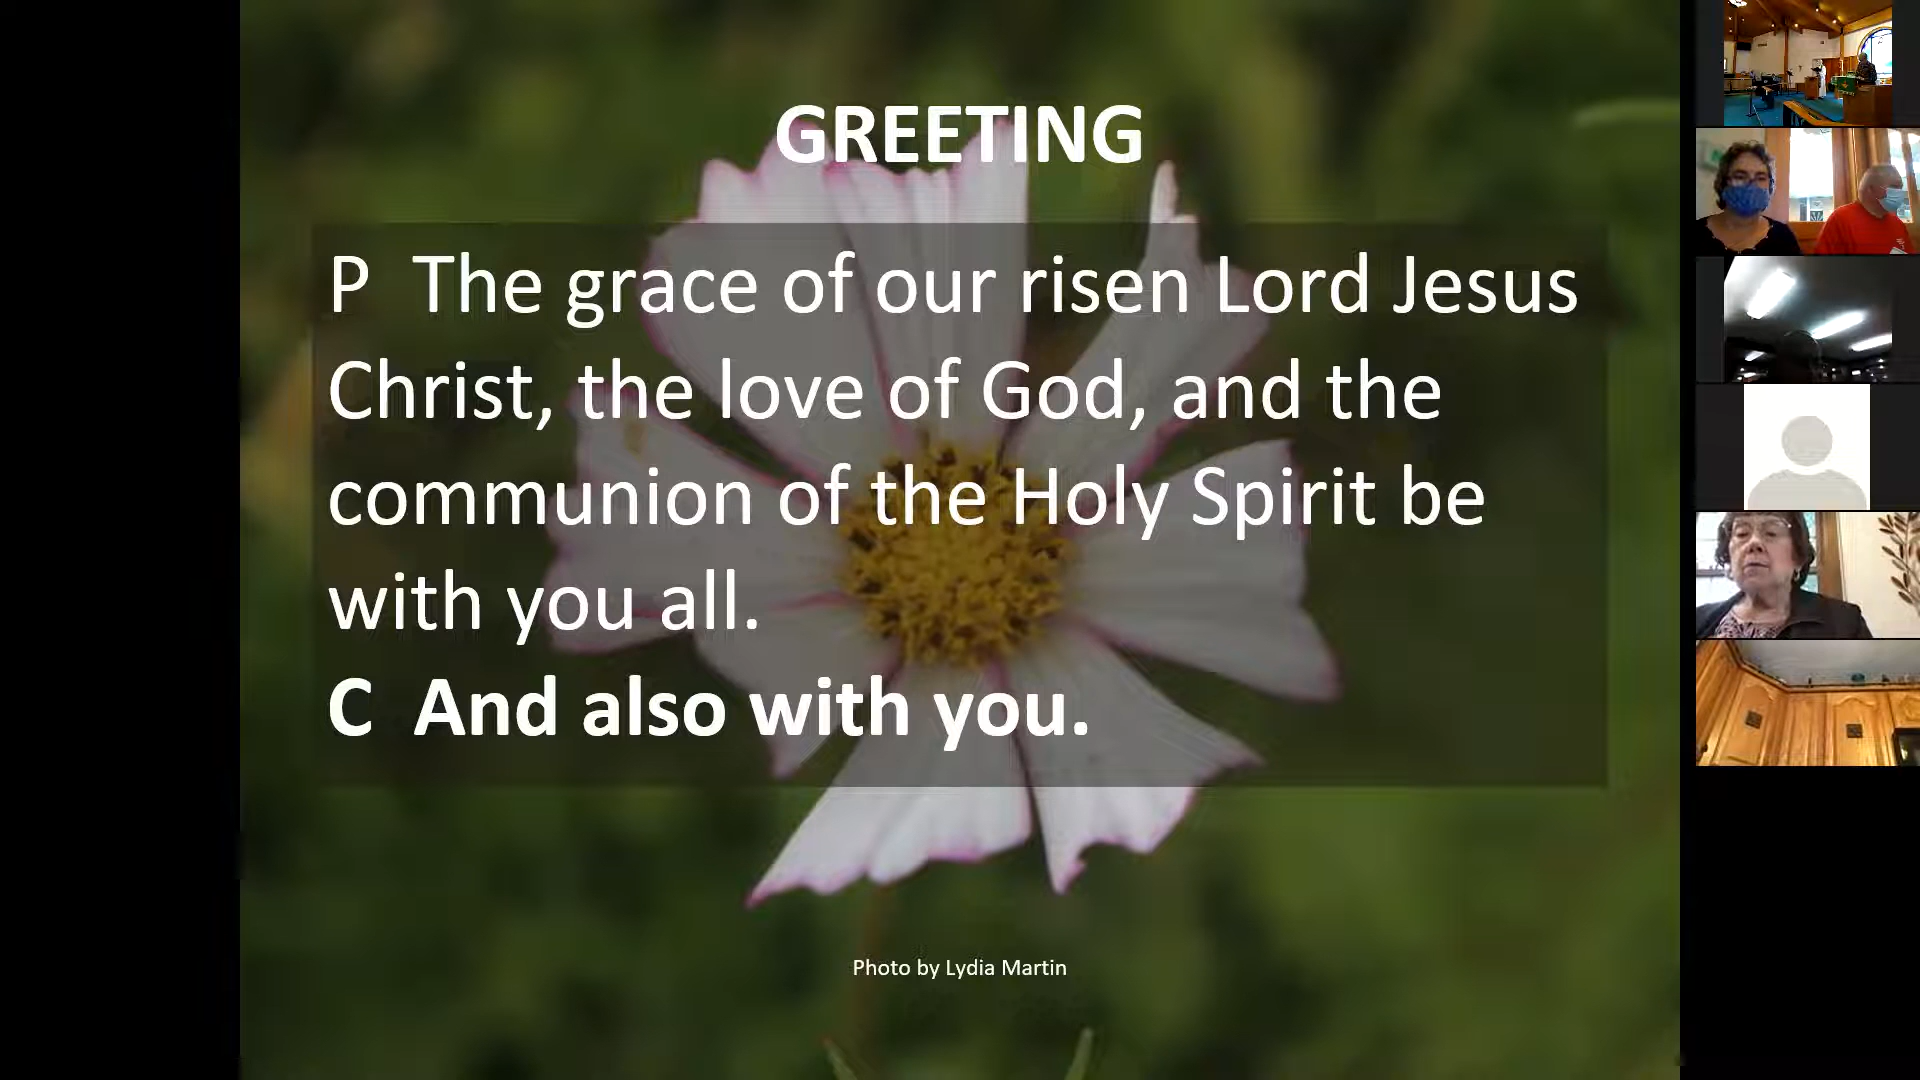 GREETING
P  The grace of our risen Lord Jesus
Christ, the love of God, and the
communion of the Holy Spirit be
with you all.
C  And also with you.
Photo by Lydia Martin